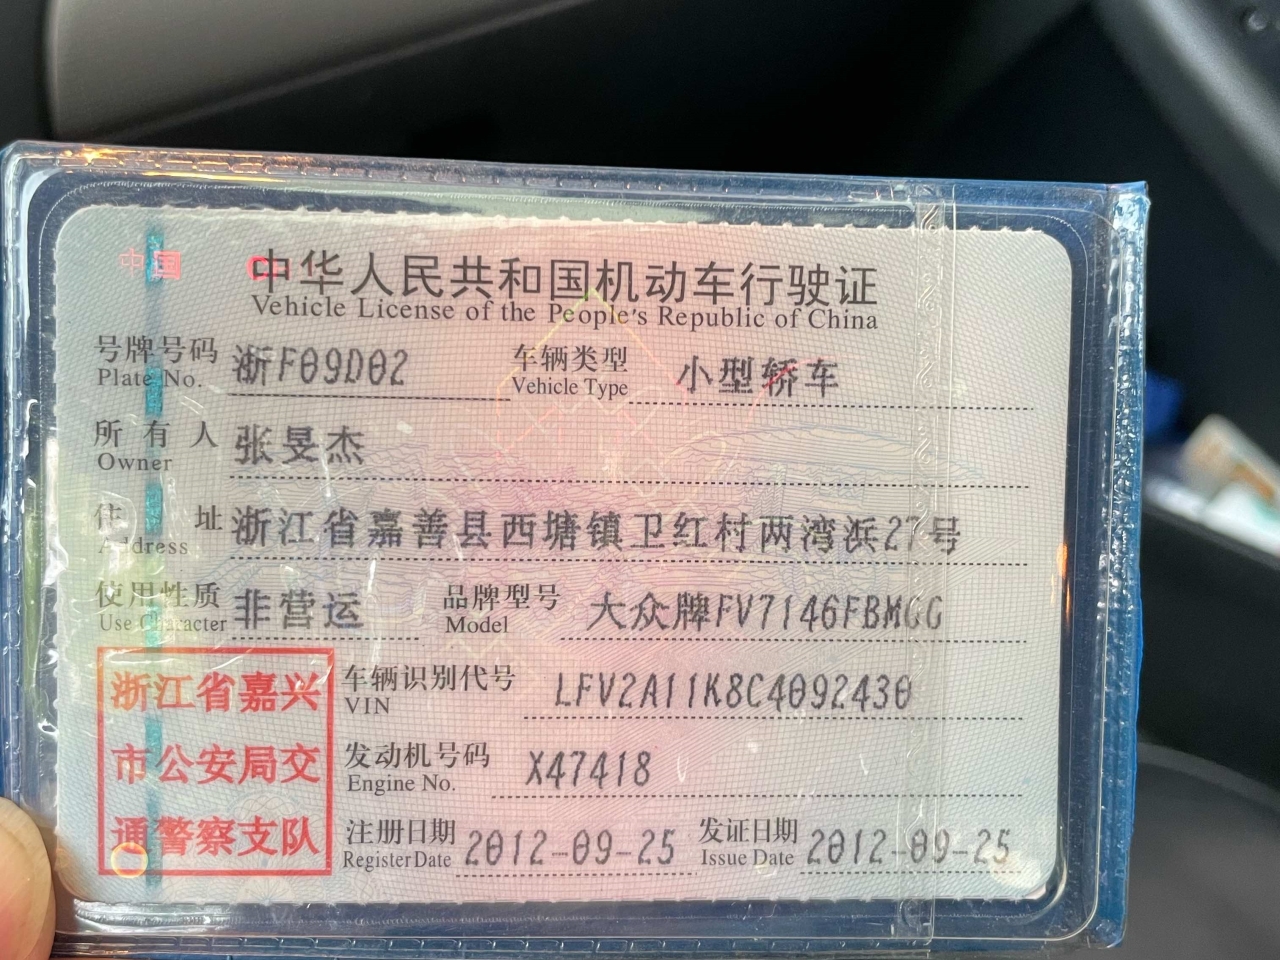 中国
中华人民共和国机动车行驶证
Vehicle License of the People's Republic of China
号牌号码 浙F09D02 车辆类型 小型轿车
Plate No. Vehicle Type
所有人 张旻杰
Owner
住址 浙江省嘉善县西塘镇卫红村两湾浜27号
Address
使用性质 非营运 品牌型号 大众牌FV7146FBMGG
Use Character Model
浙江省嘉兴
市公安局交
通警察支队
车辆识别代号 LFV2A11K8C4092430
VIN
发动机号码 X47418
Engine No.
注册日期 2012-09-25 发证日期 2012-09-25
Register Date Issue Date